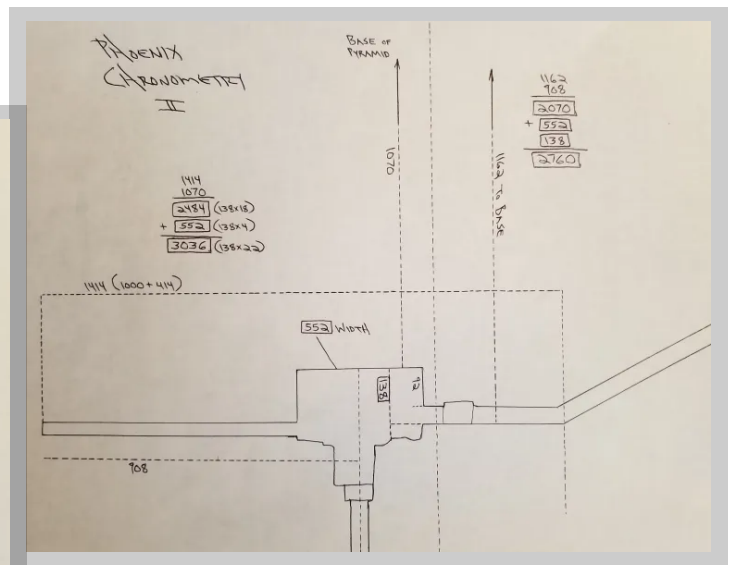 PHOENIX
CHRONOMETRY
II
BASE OF
PYRAMID
1070
1162 TO BASE
1162
908
2070
+ 552
138
2760
1414
1070
2484 (138x18)
+ 552 (138x4)
3036 (138x22)
1414 (1000 + 414)
552 WIDTH
138
92
908